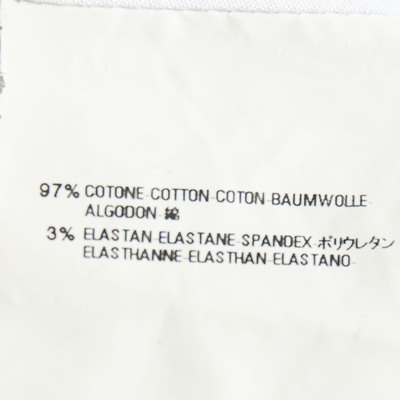 97% COTONE-COTTON-COTON-BAUMWOLLE-
ALGODON-綿
3% ELASTAN-ELASTANE-SPANDEX-ポリウレタン
ELASTHANNE-ELASTHAN-ELASTANO